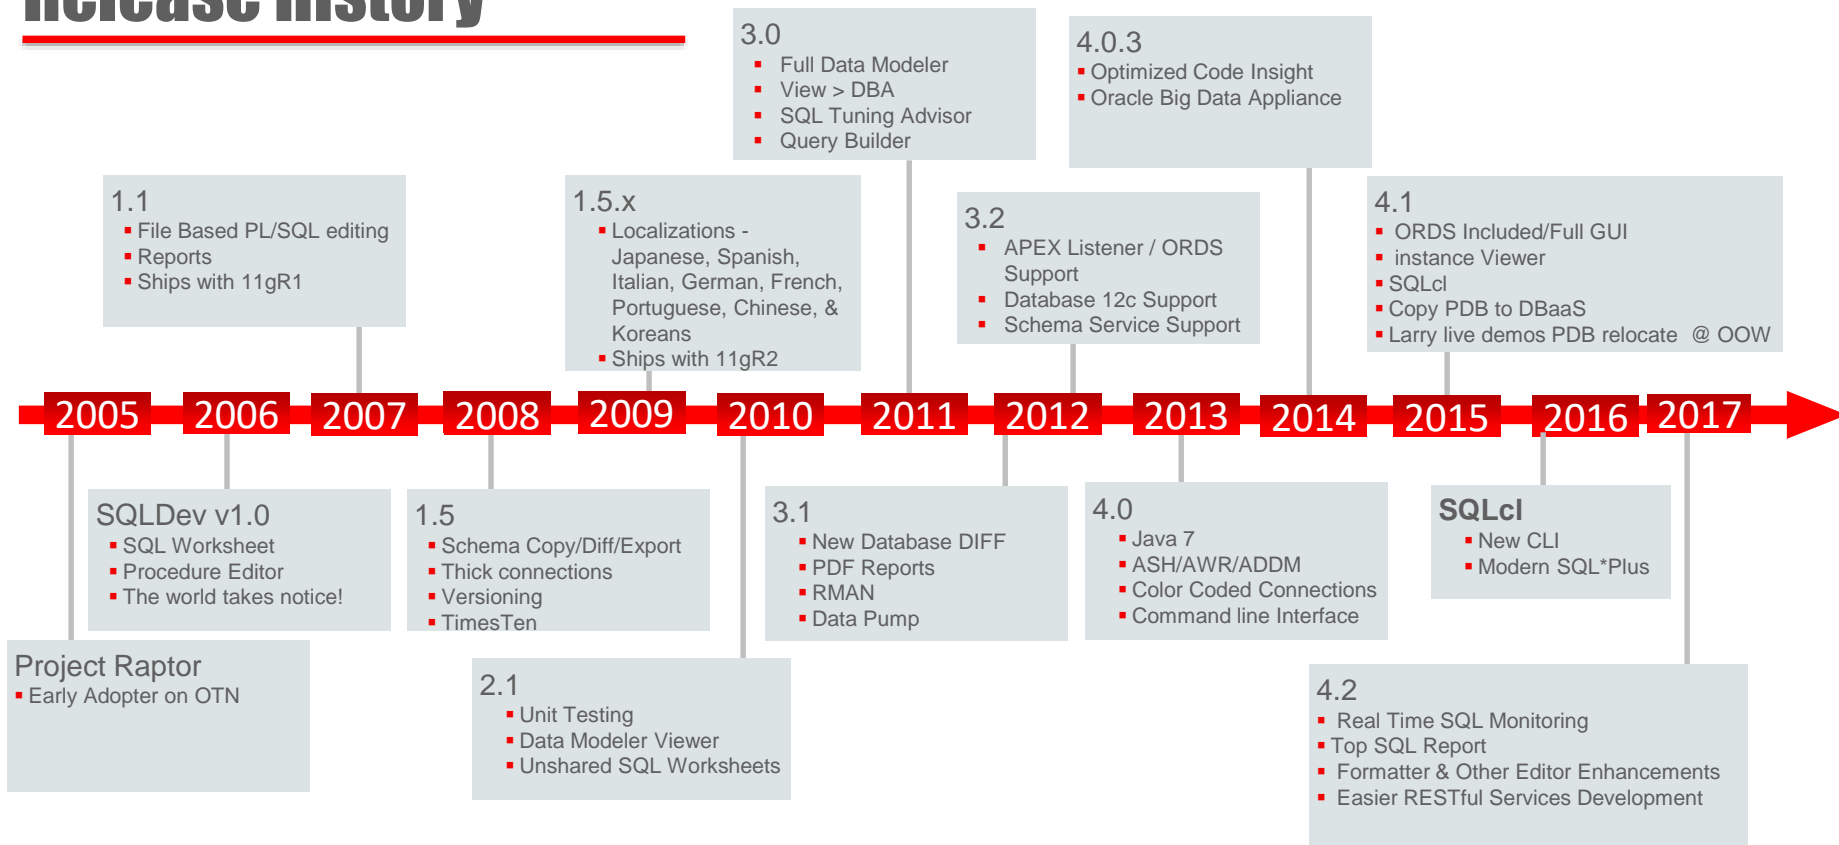 Release History
3.0
Full Data Modeler
View > DBA
SQL Tuning Advisor
Query Builder
4.0.3
Optimized Code Insight
Oracle Big Data Appliance
1.1
File Based PL/SQL editing
Reports
Ships with 11gR1
1.5.x
Localizations -
Japanese, Spanish,
Italian, German, French,
Portuguese, Chinese, &
Koreans
Ships with 11gR2
3.2
APEX Listener / ORDS
Support
Database 12c Support
Schema Service Support
4.1
ORDS Included/Full GUI
instance Viewer
SQLcl
Copy PDB to DBaaS
Larry live demos PDB relocate @ OOW
2005 2006 2007 2008 2009 2010 2011 2012 2013 2014 2015 2016 2017
SQLDev v1.0
SQL Worksheet
Procedure Editor
The world takes notice!
1.5
Schema Copy/Diff/Export
Thick connections
Versioning
TimesTen
3.1
New Database DIFF
PDF Reports
RMAN
Data Pump
4.0
Java 7
ASH/AWR/ADDM
Color Coded Connections
Command line Interface
SQLcl
New CLI
Modern SQL*Plus
Project Raptor
Early Adopter on OTN
2.1
Unit Testing
Data Modeler Viewer
Unshared SQL Worksheets
4.2
Real Time SQL Monitoring
Top SQL Report
Formatter & Other Editor Enhancements
Easier RESTful Services Development